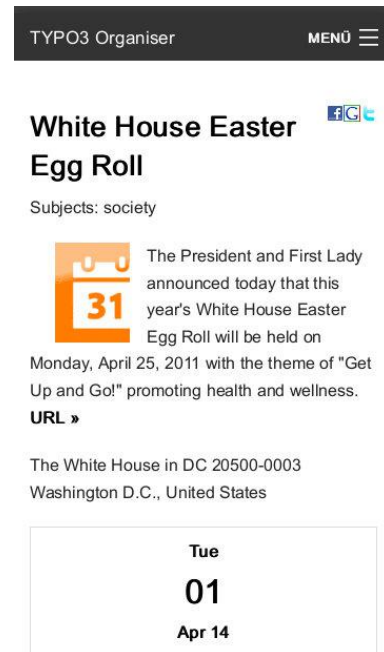 TYPO3 Organiser
MENÜ
White House Easter
Egg Roll
Subjects: society
31
The President and First Lady
announced today that this
year's White House Easter
Egg Roll will be held on
Monday, April 25, 2011 with the theme of "Get
Up and Go!" promoting health and wellness.
URL »
The White House in DC 20500-0003
Washington D.C., United States
Tue
01
Apr 14